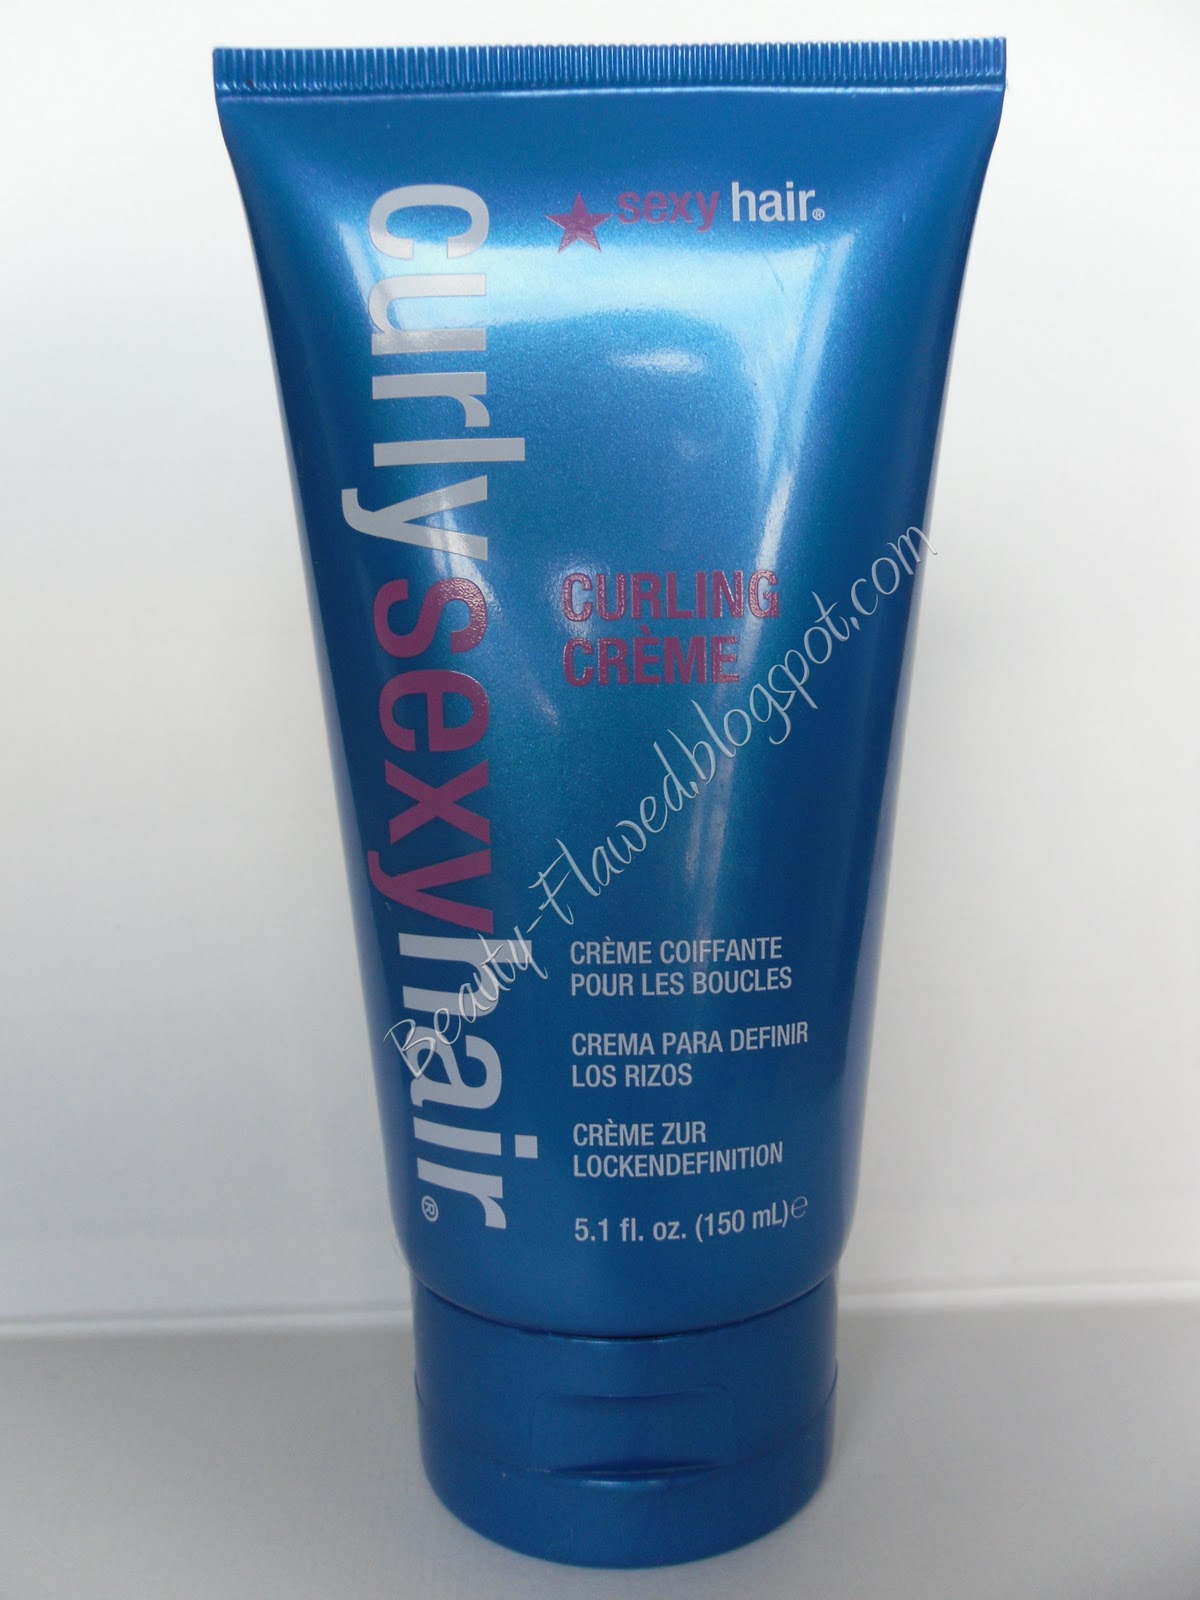 sexy hair®
curlysexyhair®
CURLING
CRÈME
CRÈME COIFFANTE
POUR LES BOUCLES
CREMA PARA DEFINIR
LOS RIZOS
CRÈME ZUR
LOCKENDEFINITION
5.1 fl. oz. (150 mL)℮
Beauty-Flawed.blogspot.com